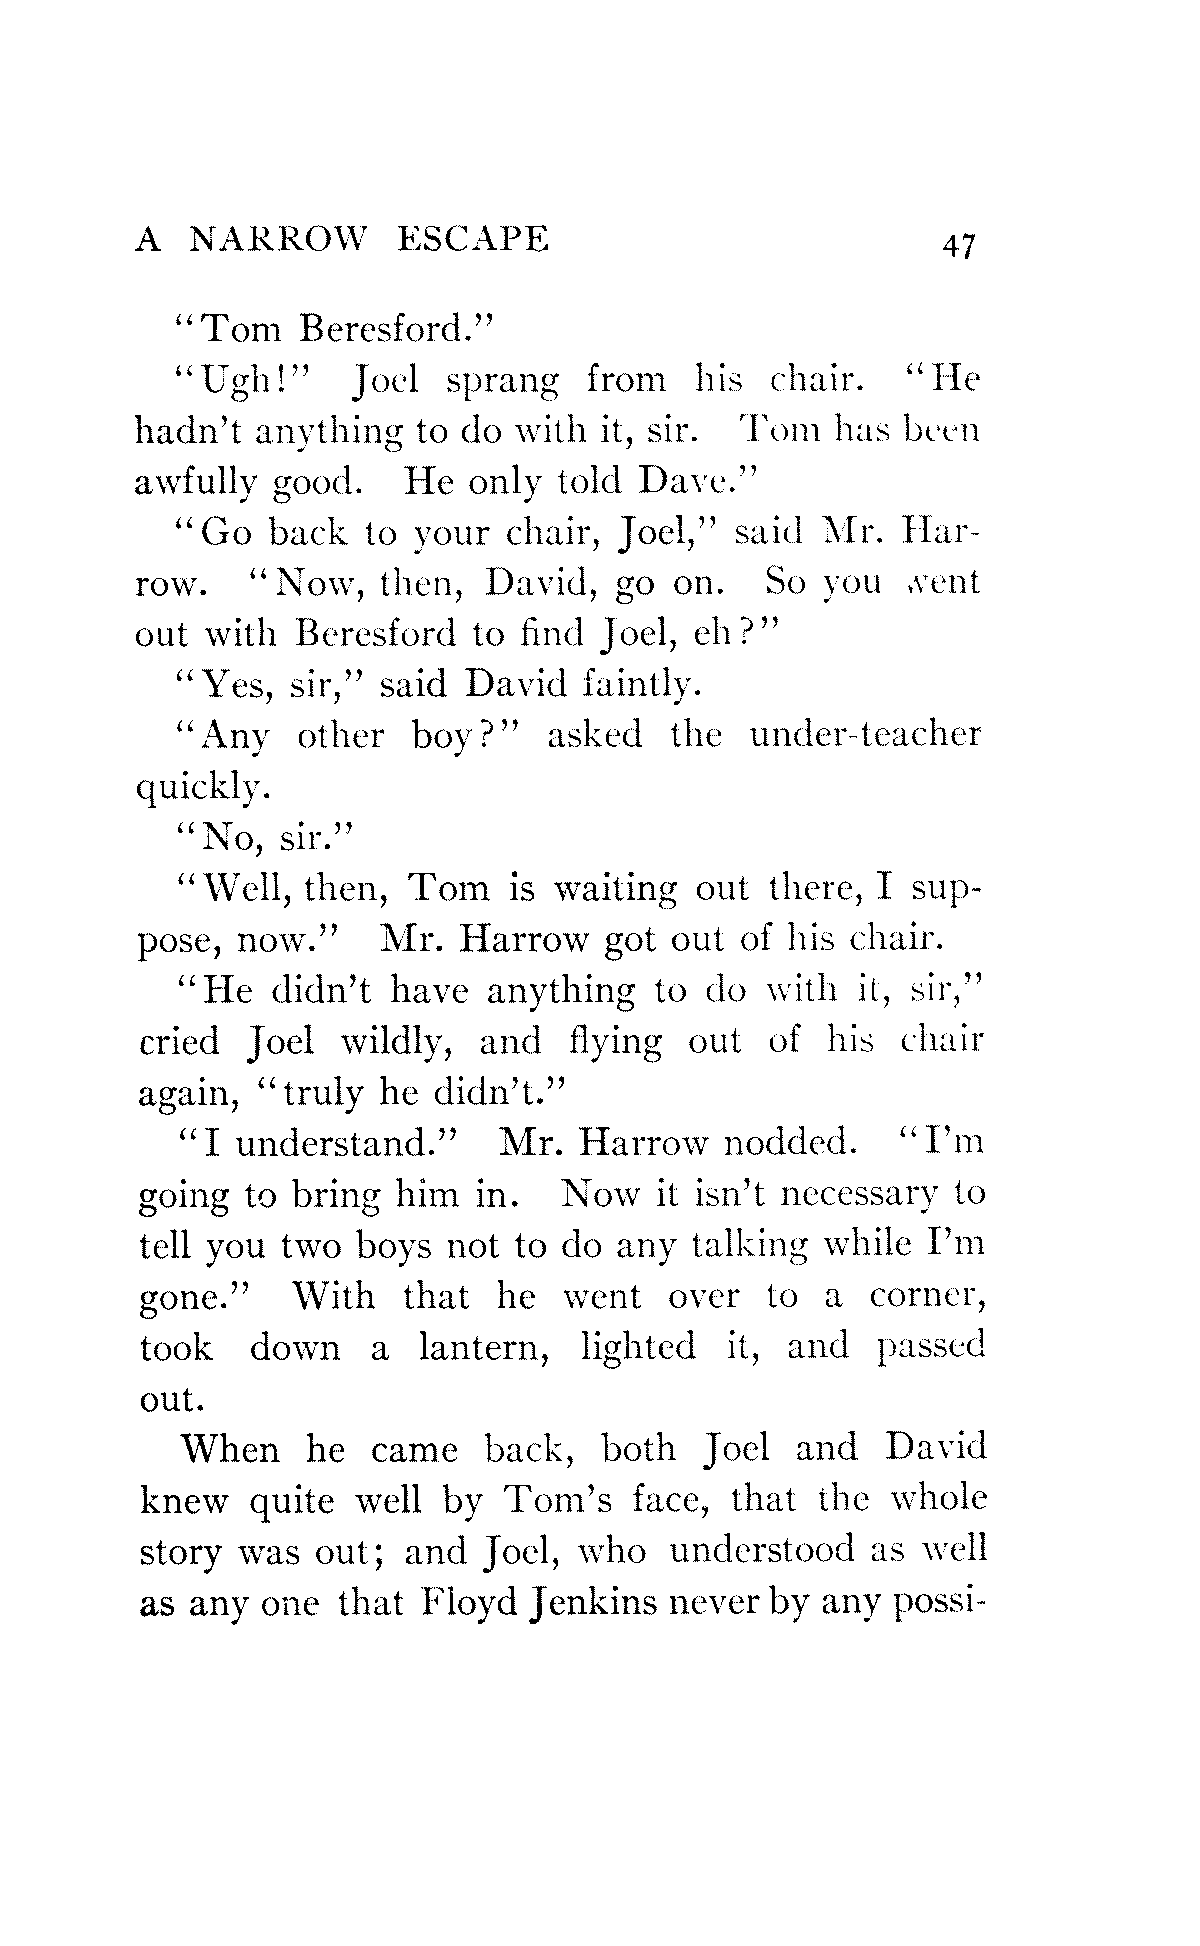 A NARROW ESCAPE 47
"Tom Beresford."
"Ugh!" Joel sprang from his chair. "He
hadn't anything to do with it, sir. Tom has been
awfully good. He only told Dave."
"Go back to your chair, Joel," said Mr. Har-
row. "Now, then, David, go on. So you went
out with Beresford to find Joel, eh?"
"Yes, sir," said David faintly.
"Any other boy?" asked the under-teacher
quickly.
"No, sir."
"Well, then, Tom is waiting out there, I sup-
pose, now." Mr. Harrow got out of his chair.
"He didn't have anything to do with it, sir,"
cried Joel wildly, and flying out of his chair
again, "truly he didn't."
"I understand." Mr. Harrow nodded. "I'm
going to bring him in. Now it isn't necessary to
tell you two boys not to do any talking while I'm
gone." With that he went over to a corner,
took down a lantern, lighted it, and passed
out.
When he came back, both Joel and David
knew quite well by Tom's face, that the whole
story was out; and Joel, who understood as well
as any one that Floyd Jenkins never by any possi-